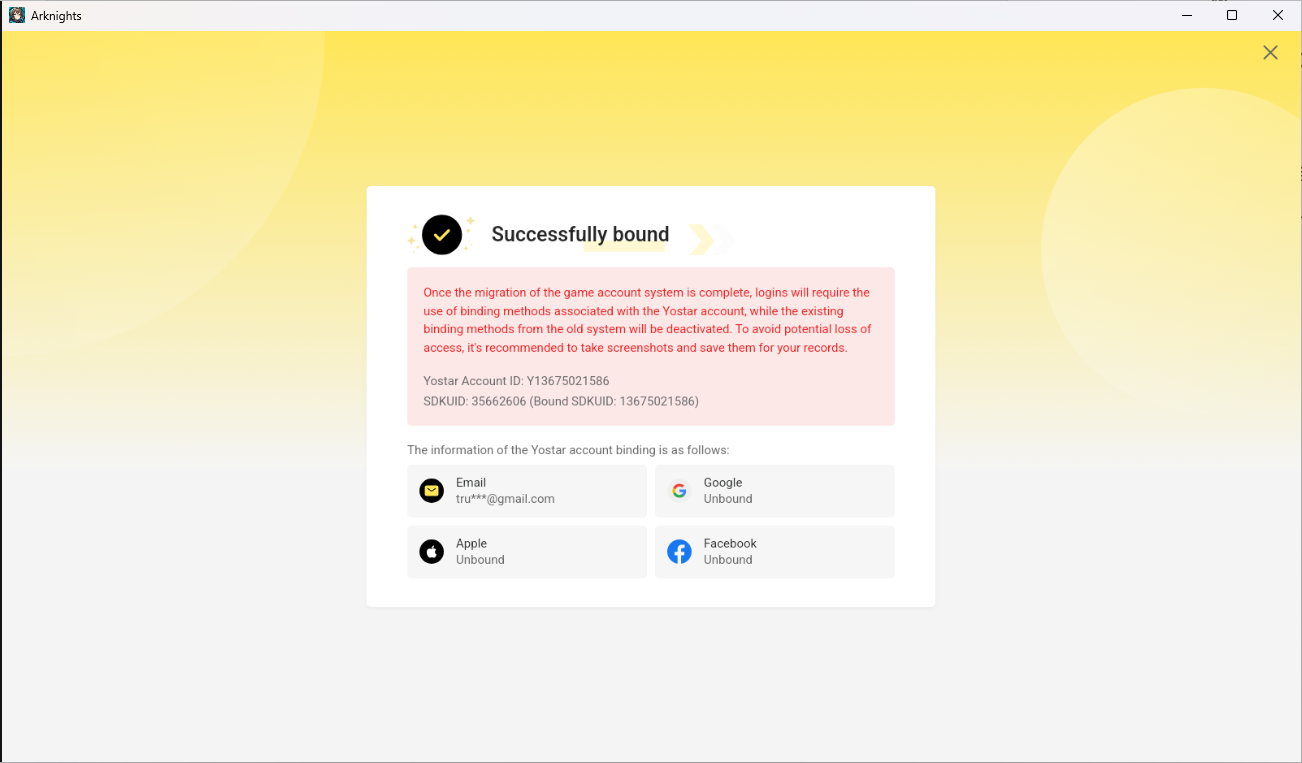 Arknights
Successfully bound
Once the migration of the game account system is complete, logins will require the
use of binding methods associated with the Yostar account, while the existing
binding methods from the old system will be deactivated. To avoid potential loss of
access, it's recommended to take screenshots and save them for your records.
Yostar Account ID: Y13675021586
SDKUID: 35662606 (Bound SDKUID: 13675021586)
The information of the Yostar account binding is as follows:
Email
tru***@gmail.com
Google
Unbound
Apple
Unbound
Facebook
Unbound